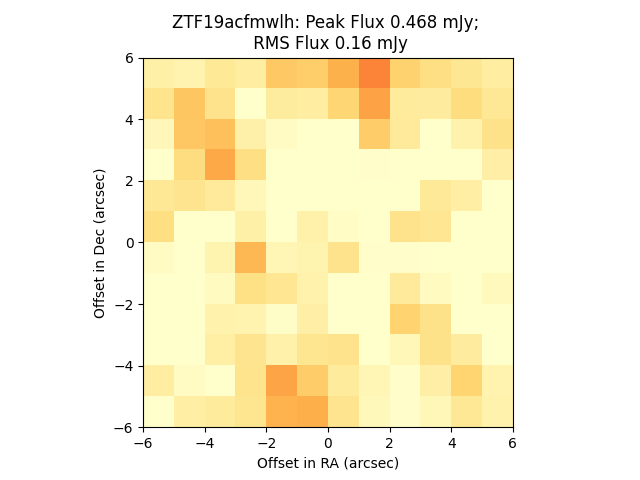 ZTF19acfmwlh: Peak Flux 0.468 mJy;
RMS Flux 0.16 mJy
6
4
2
0
−2
−4
−6
Offset in Dec (arcsec)
−6 −4 −2 0 2 4 6
Offset in RA (arcsec)